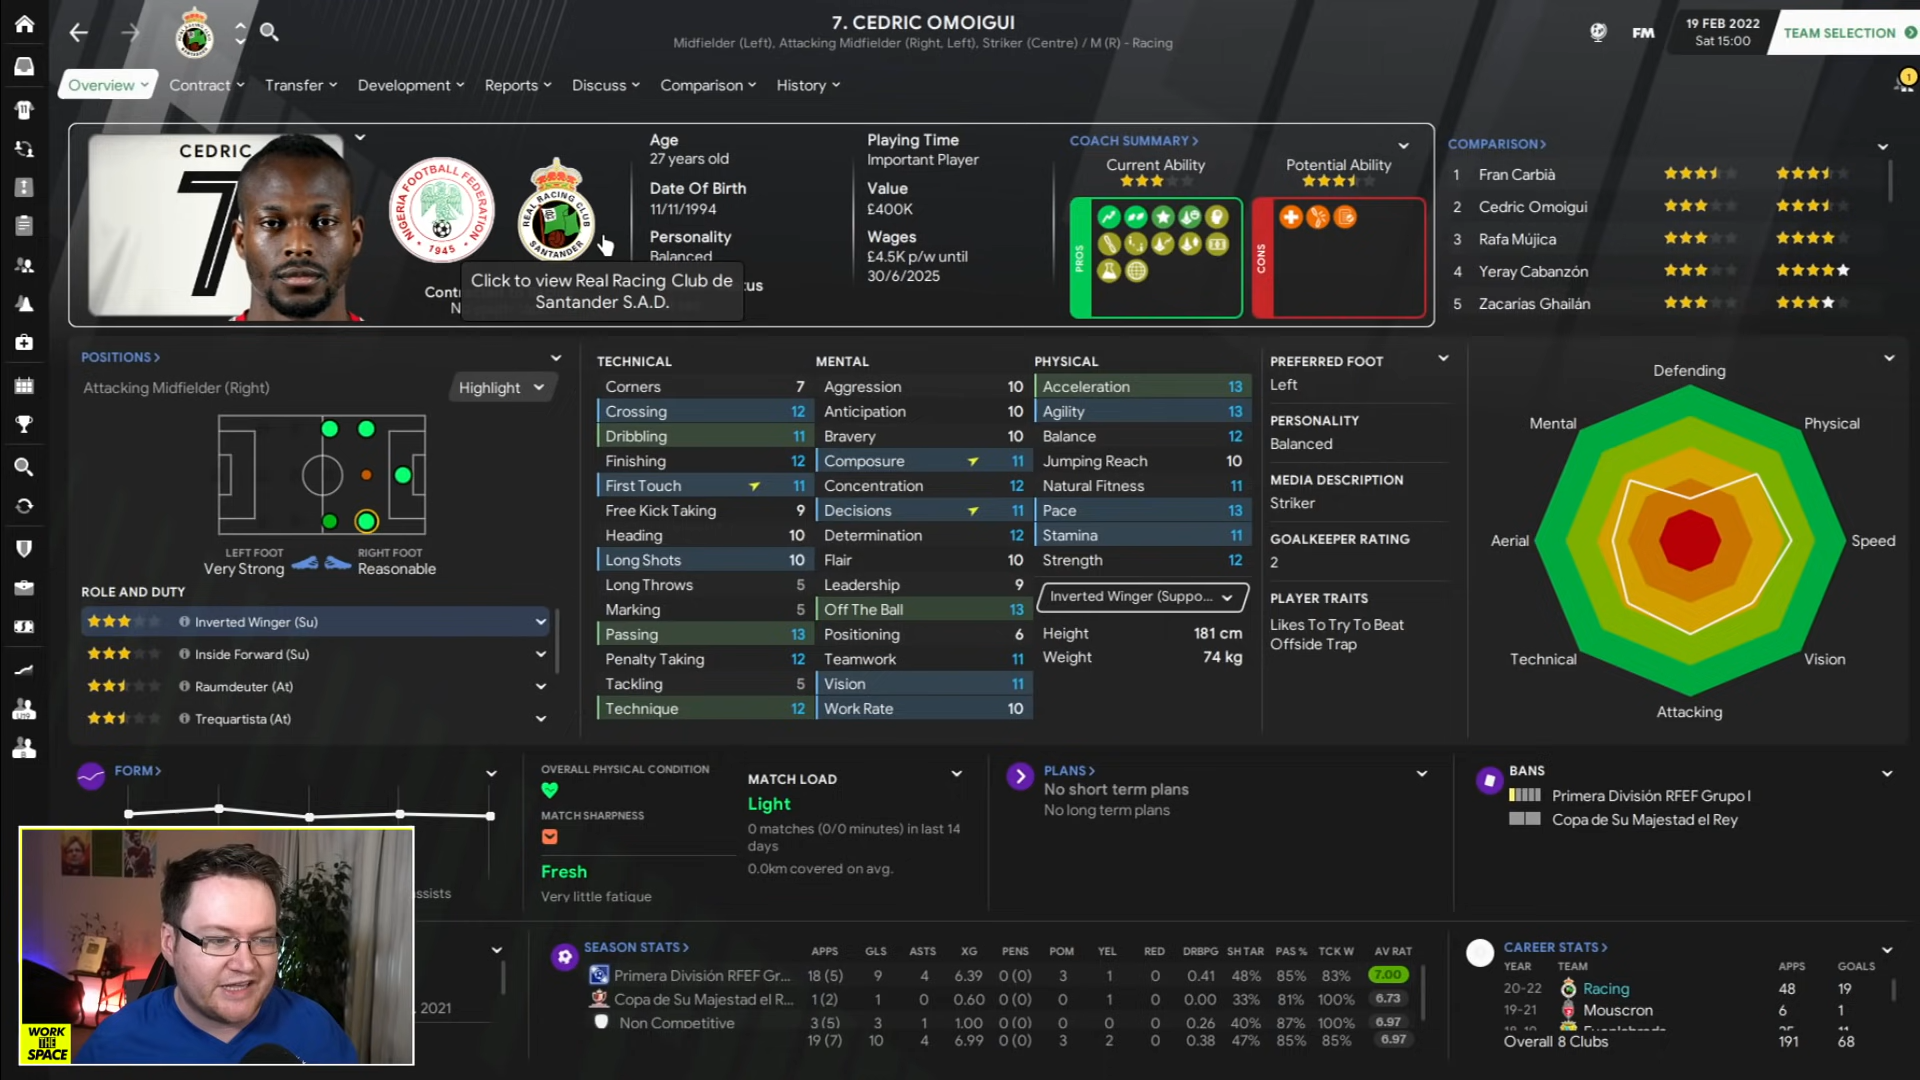 7. CEDRIC OMOIGUI
Midfielder (Left), Attacking Midfielder (Right, Left), Striker (Centre) / M (R) - Racing
FM
19 FEB 2022
Sat 15:00
TEAM SELECTION
1
Overview
Contract
Transfer
Development
Reports
Discuss
Comparison
History
CEDRIC
7
NIGERIA FOOTBALL FEDERATION
1945
REAL RACING CLUB
SANTANDER
Click to view Real Racing Club de
Santander S.A.D.
Age
27 years old
Date Of Birth
11/11/1994
Personality
Balanced
Playing Time
Important Player
Value
£400K
Wages
£4.5K p/w until
30/6/2025
COACH SUMMARY >
Current Ability
Potential Ability
PROS
CONS
COMPARISON >
1 Fran Carbià
2 Cedric Omoigui
3 Rafa Mújica
4 Yeray Cabanzón
5 Zacarías Ghailán
POSITIONS >
Attacking Midfielder (Right)
Highlight
LEFT FOOT
Very Strong
RIGHT FOOT
Reasonable
ROLE AND DUTY
Inverted Winger (Su)
Inside Forward (Su)
Raumdeuter (At)
Trequartista (At)
TECHNICAL
Corners 7
Crossing 12
Dribbling 11
Finishing 12
First Touch 11
Free Kick Taking 9
Heading 10
Long Shots 10
Long Throws 5
Marking 5
Passing 13
Penalty Taking 12
Tackling 5
Technique 12
MENTAL
Aggression 10
Anticipation 10
Bravery 10
Composure 11
Concentration 12
Decisions 11
Determination 12
Flair 10
Leadership 9
Off The Ball 13
Positioning 6
Teamwork 11
Vision 11
Work Rate 10
PHYSICAL
Acceleration 13
Agility 13
Balance 12
Jumping Reach 10
Natural Fitness 11
Pace 13
Stamina 11
Strength 12
Inverted Winger (Suppo...
Height 181 cm
Weight 74 kg
PREFERRED FOOT
Left
PERSONALITY
Balanced
MEDIA DESCRIPTION
Striker
GOALKEEPER RATING
2
PLAYER TRAITS
Likes To Try To Beat
Offside Trap
Defending
Physical
Speed
Vision
Attacking
Technical
Aerial
Mental
FORM >
OVERALL PHYSICAL CONDITION
MATCH SHARPNESS
Fresh
Very little fatigue
MATCH LOAD
Light
0 matches (0/0 minutes) in last 14
days
0.0km covered on avg.
PLANS >
No short term plans
No long term plans
BANS
Primera División RFEF Grupo I
Copa de Su Majestad el Rey
2021
SEASON STATS > APPS GLS ASTS XG PENS POM YEL RED DRBPG SH TAR PAS % TCK W AV RAT
Primera División RFEF Gr... 18 (5) 9 4 6.39 0 (0) 3 1 0 0.41 48% 85% 83% 7.00
Copa de Su Majestad el R... 1 (2) 1 0 0.60 0 (0) 0 1 0 0.00 33% 81% 100% 6.73
Non Competitive 3 (5) 3 1 1.00 0 (0) 0 0 0 0.26 40% 87% 100% 6.97
19 (7) 10 4 6.99 0 (0) 3 2 0 0.38 47% 85% 85% 6.97
CAREER STATS >
YEAR TEAM APPS GOALS
20-22 Racing 48 19
19-21 Mouscron 6 1
Overall 8 Clubs 191 68
WORK
THE
SPACE
U19